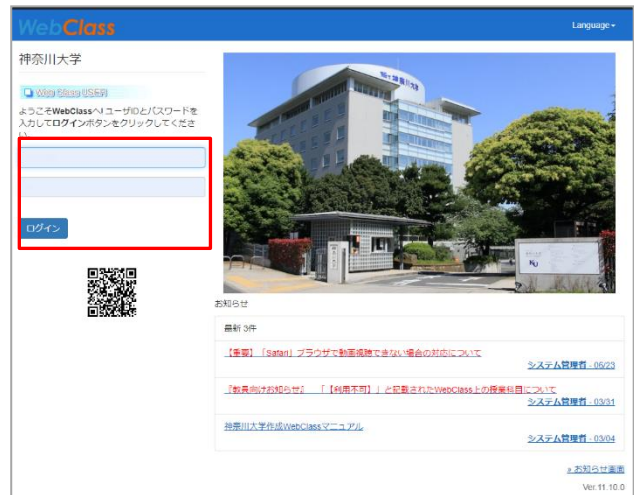 WebClass
Language
神奈川大学
Web Class USER
ようこそWebClassへ! ユーザIDとパスワードを
入力してログインボタンをクリックしてくださ
い。
ログイン
お知らせ
最新 3件
【重要】「Safari」ブラウザで動画視聴できない場合の対応について
システム管理者 - 06/23
『教員向けお知らせ』 「【利用不可】」と記載されたWebClass上の授業科目について
システム管理者 - 03/31
神奈川大学作成WebClassマニュアル
システム管理者 - 03/04
» お知らせ画面
Ver.11.10.0